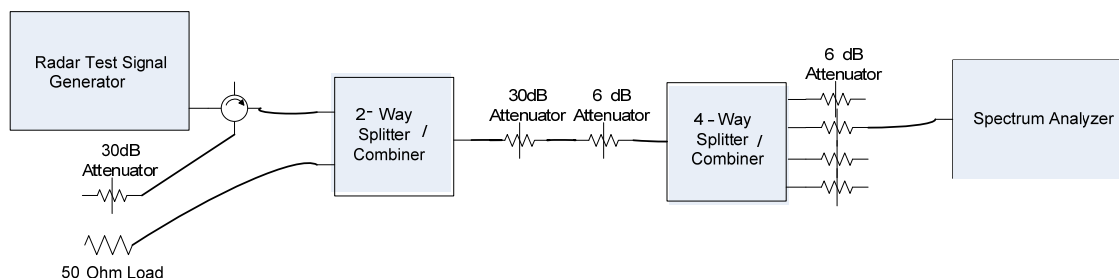 Radar Test Signal
Generator
30dB
Attenuator
50 Ohm Load
2- Way
Splitter /
Combiner
30dB
Attenuator
6 dB
Attenuator
4 - Way
Splitter /
Combiner
6 dB
Attenuator
Spectrum Analyzer